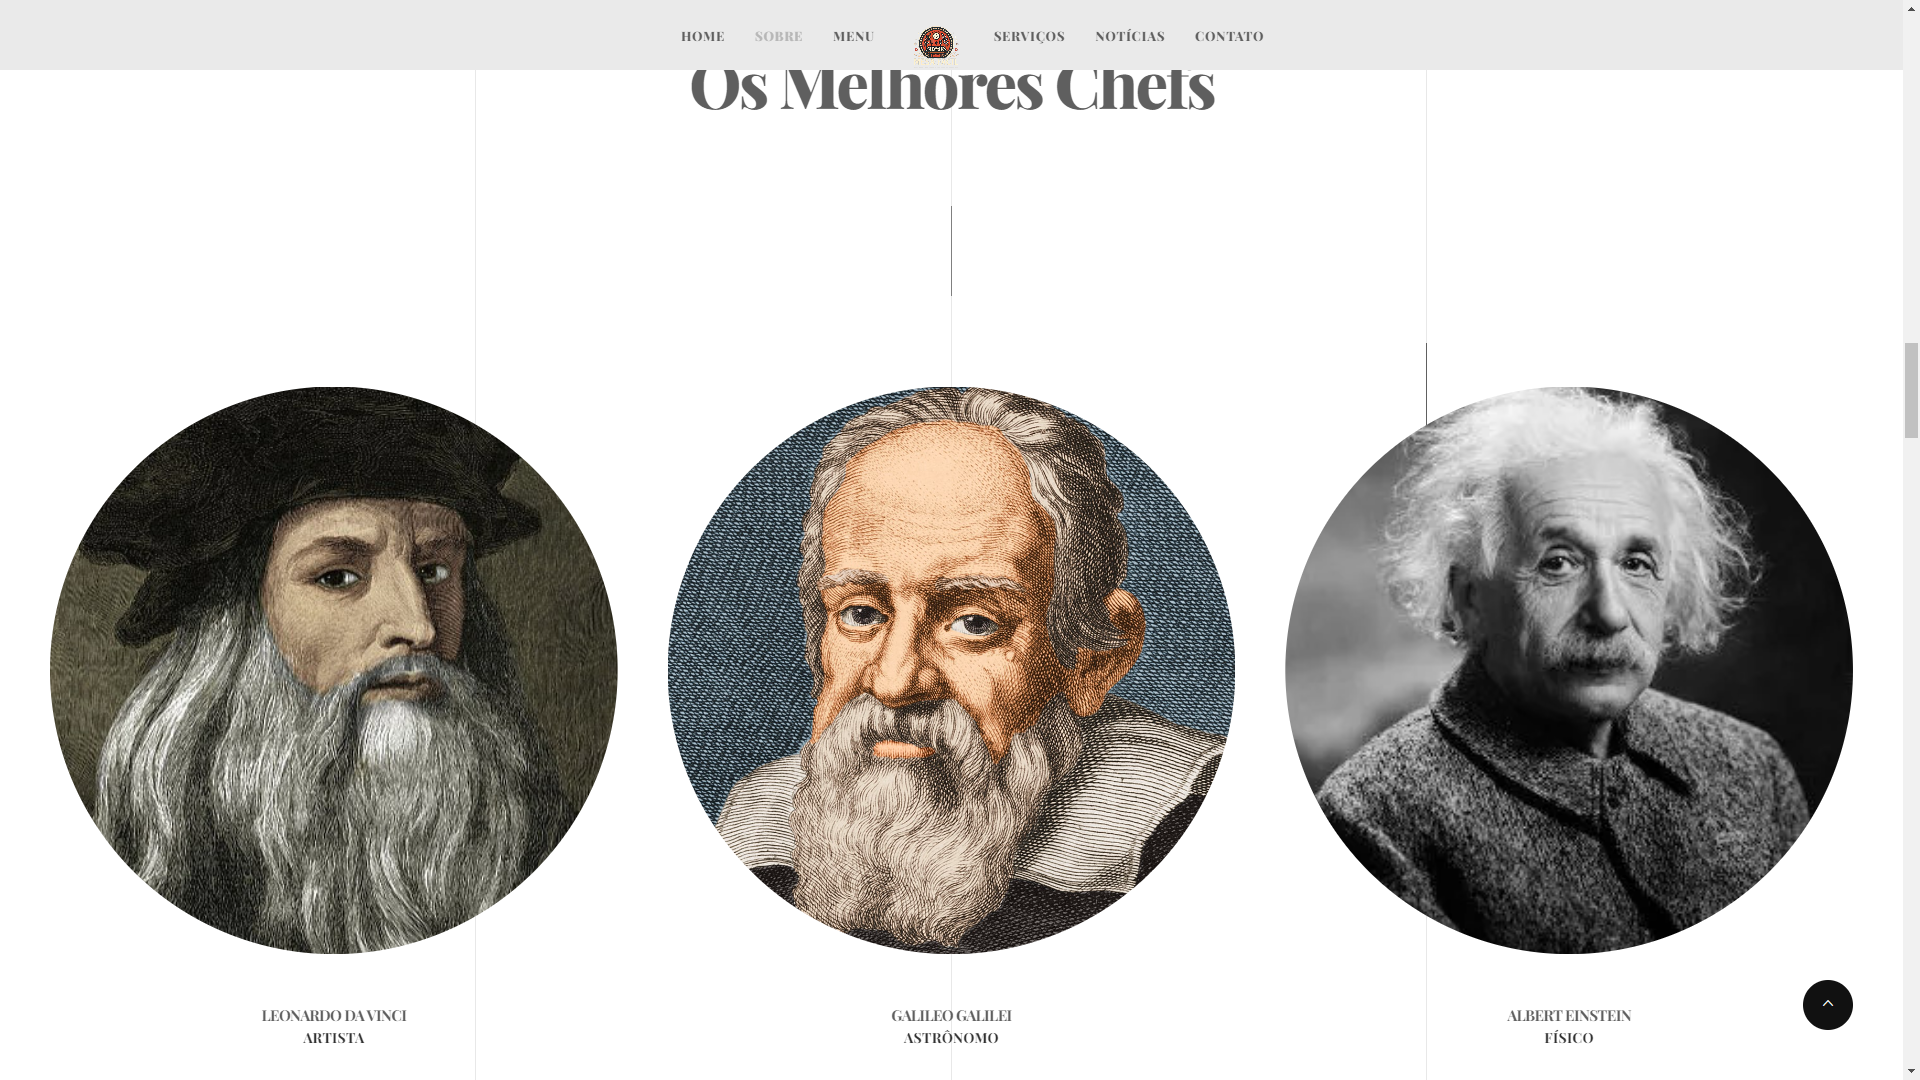 HOME SOBRE MENU SERVIÇOS NOTÍCIAS CONTATO
Os Melhores Chefs
LEONARDO DA VINCI
ARTISTA
GALILEO GALILEI
ASTRÔNOMO
ALBERT EINSTEIN
FÍSICO